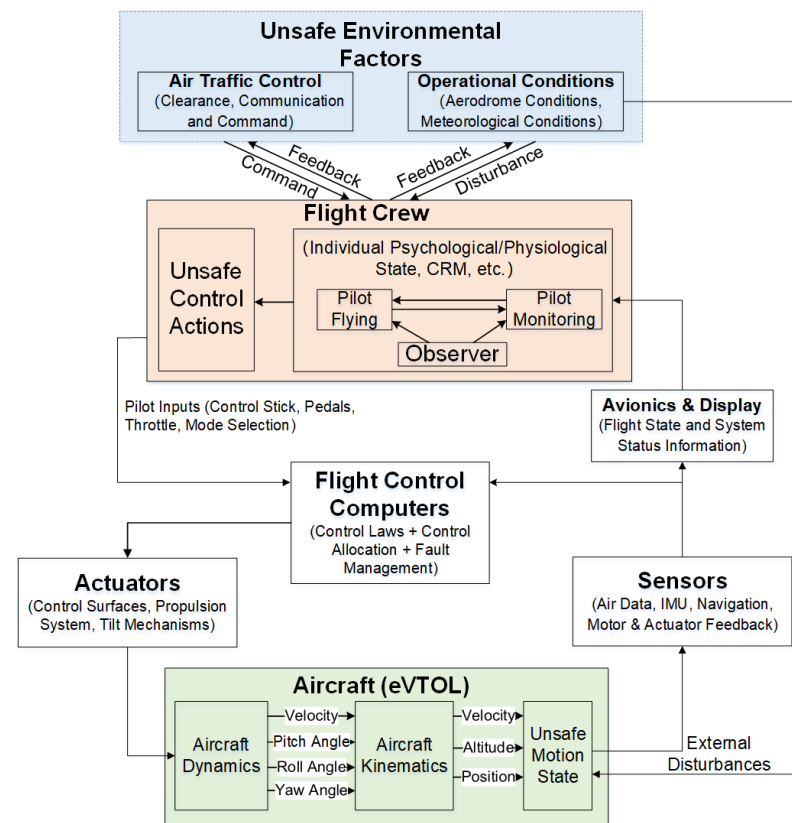 Unsafe Environmental
Factors
Air Traffic Control
(Clearance, Communication
and Command)
Operational Conditions
(Aerodrome Conditions,
Meteorological Conditions)
Feedback
Command
Feedback
Disturbance
Flight Crew
Unsafe
Control
Actions
(Individual Psychological/Physiological
State, CRM, etc.)
Pilot
Flying
Pilot
Monitoring
Observer
Pilot Inputs (Control Stick, Pedals,
Throttle, Mode Selection)
Avionics & Display
(Flight State and System
Status Information)
Flight Control
Computers
(Control Laws + Control
Allocation + Fault
Management)
Actuators
(Control Surfaces, Propulsion
System, Tilt Mechanisms)
Sensors
(Air Data, IMU, Navigation,
Motor & Actuator Feedback)
Aircraft (eVTOL)
Aircraft
Dynamics
Velocity
Pitch Angle
Roll Angle
Yaw Angle
Aircraft
Kinematics
Velocity
Altitude
Position
Unsafe
Motion
State
External
Disturbances